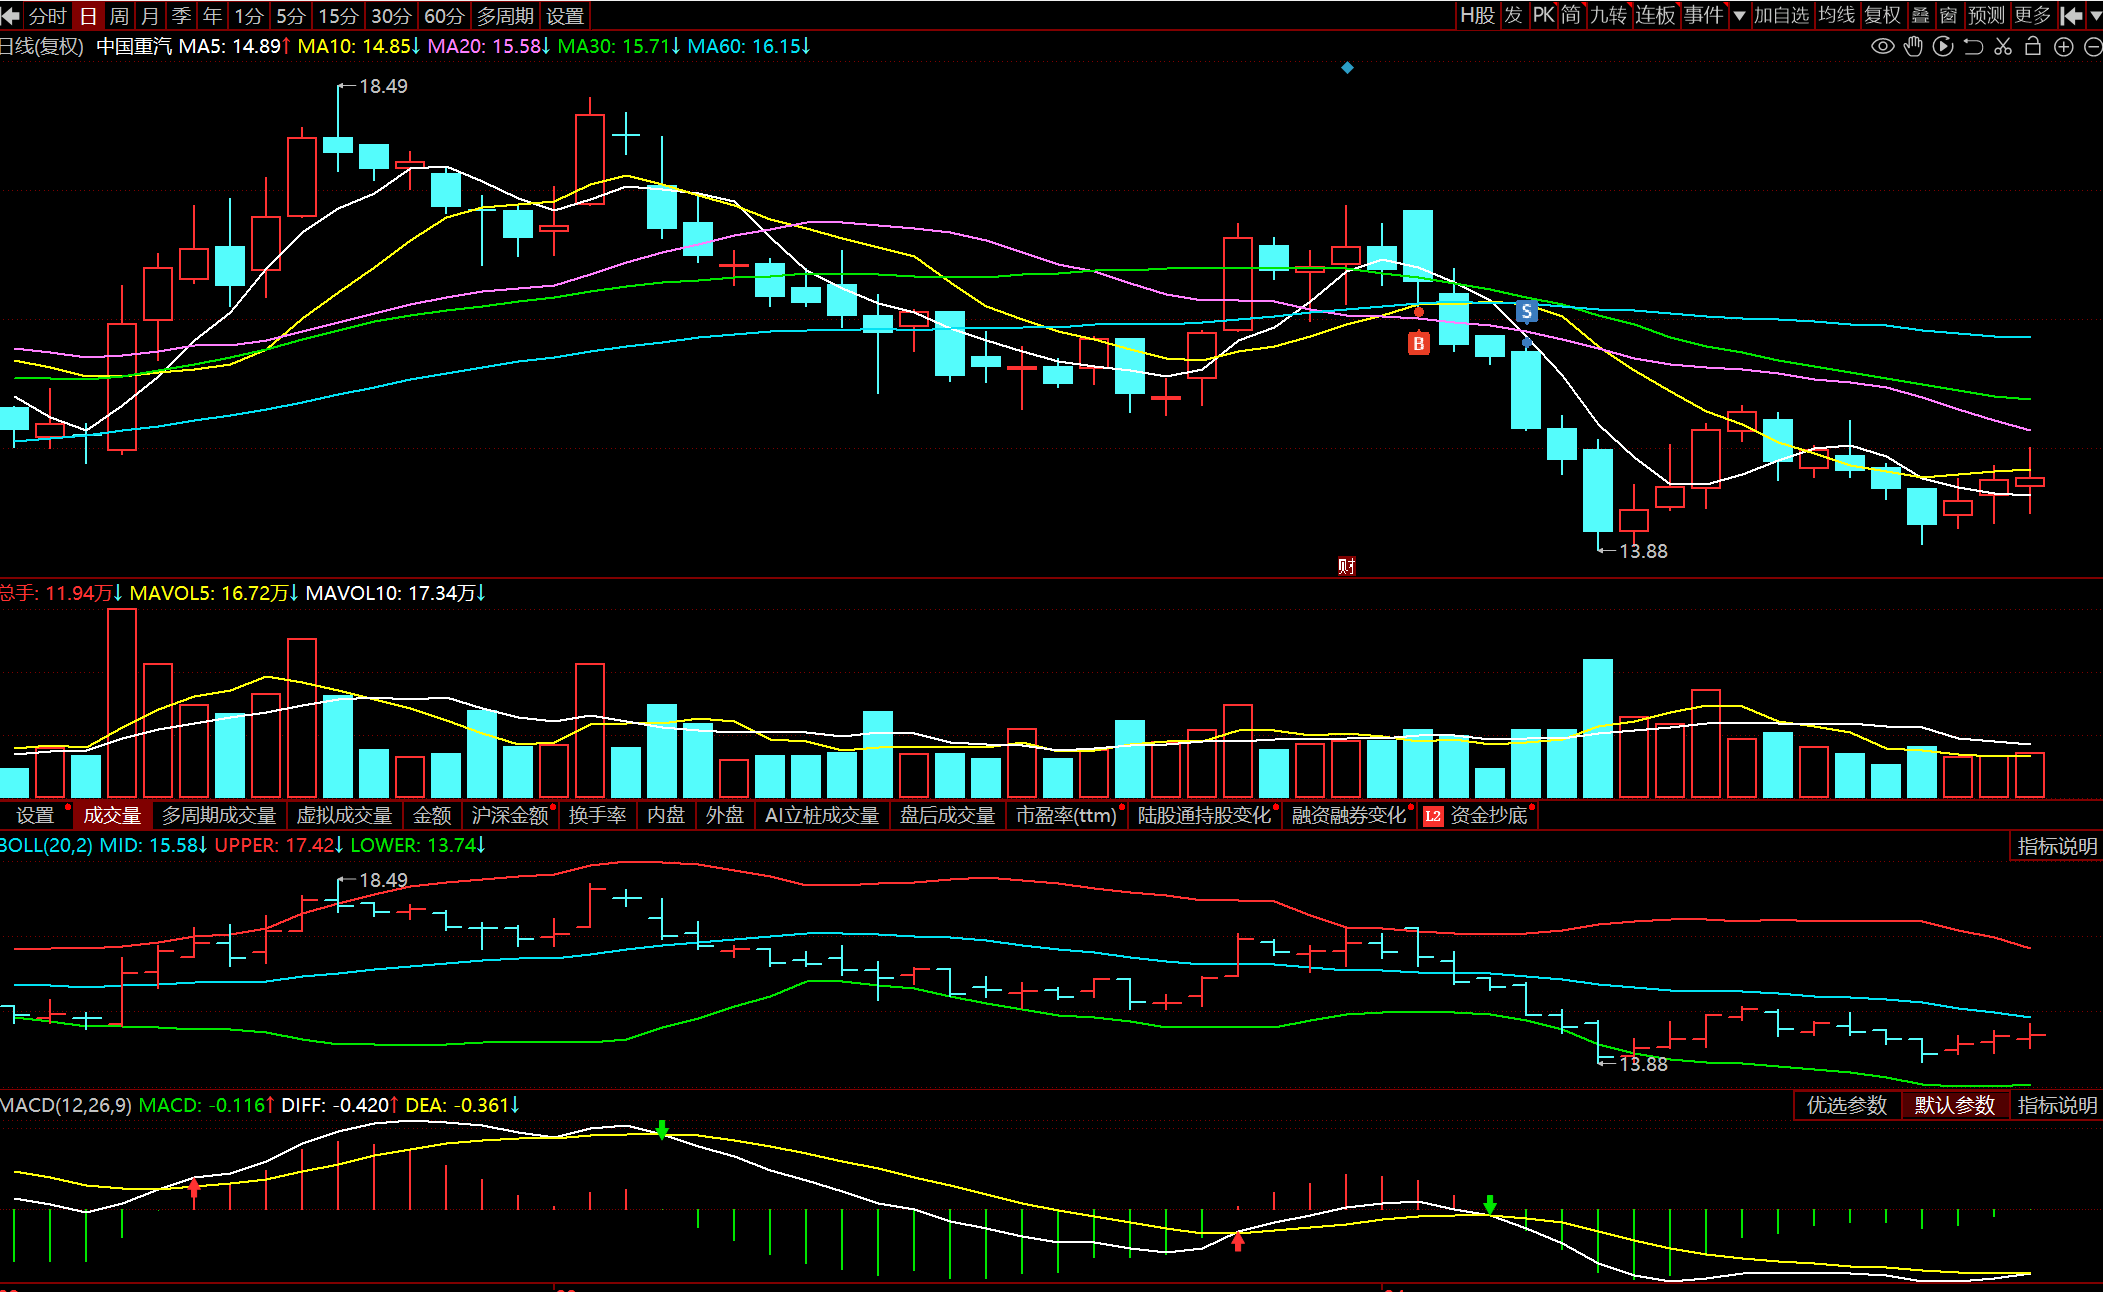 分时 日 周 月 季 年 1分 5分 15分 30分 60分 多周期 设置 H股 发 PK 简 九转 连板 事件 加自选 均线 复权 叠 窗 预测 更多
日线(复权) 中国重汽 MA5: 14.89↑ MA10: 14.85↓ MA20: 15.58↓ MA30: 15.71↓ MA60: 16.15↓
18.49
S
B
13.88
财
总手: 11.94万↓ MAVOL5: 16.72万↓ MAVOL10: 17.34万↓
设置 成交量 多周期成交量 虚拟成交量 金额 沪深金额 换手率 内盘 外盘 AI立桩成交量 盘后成交量 市盈率(ttm) 陆股通持股变化 融资融券变化 L2 资金抄底
BOLL(20,2) MID: 15.58↓ UPPER: 17.42↓ LOWER: 13.74↓ 指标说明
18.49
13.88
MACD(12,26,9) MACD: -0.116↑ DIFF: -0.420↑ DEA: -0.361↓ 优选参数 默认参数 指标说明